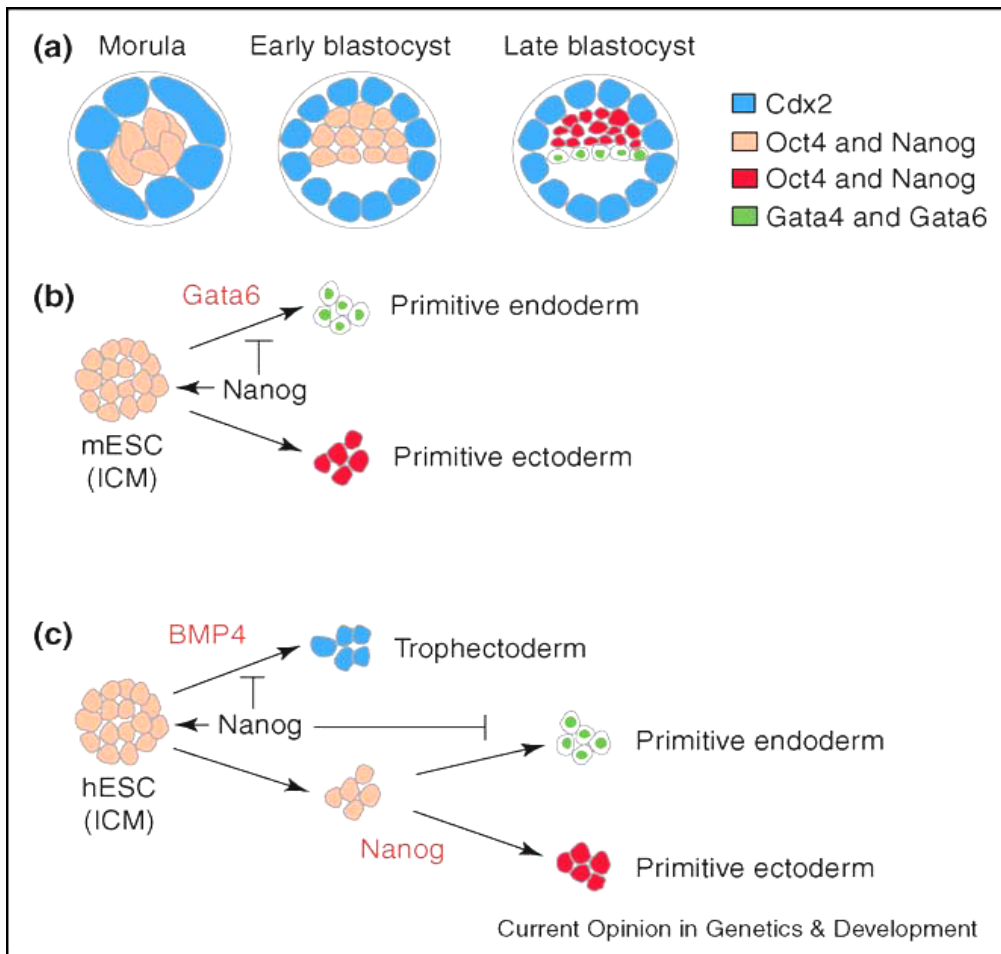 (a)
Morula
Early blastocyst
Late blastocyst
Cdx2
Oct4 and Nanog
Oct4 and Nanog
Gata4 and Gata6
(b)
Gata6
Primitive endoderm
Nanog
mESC
(ICM)
Primitive ectoderm
(c)
BMP4
Trophectoderm
Nanog
Primitive endoderm
hESC
(ICM)
Nanog
Primitive ectoderm
Current Opinion in Genetics & Development